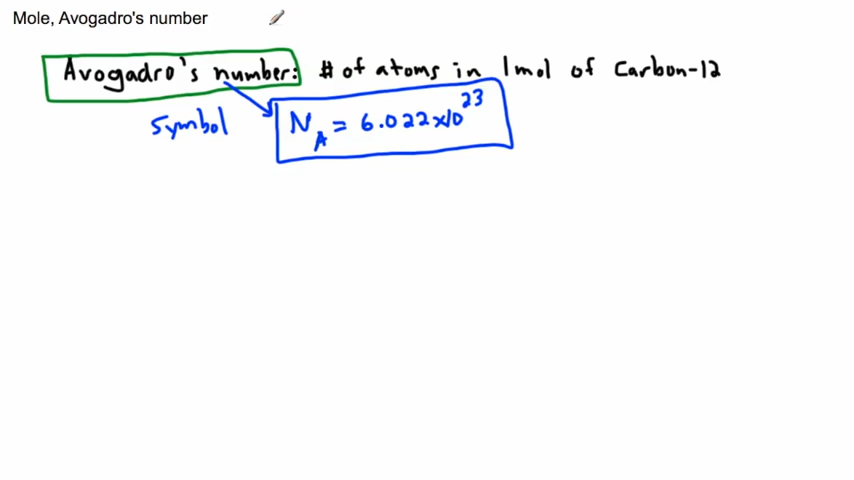 Mole, Avogadro's number
Avogadro's number: # of atoms in 1mol of Carbon-12
Symbol N_A = 6.022x10^23